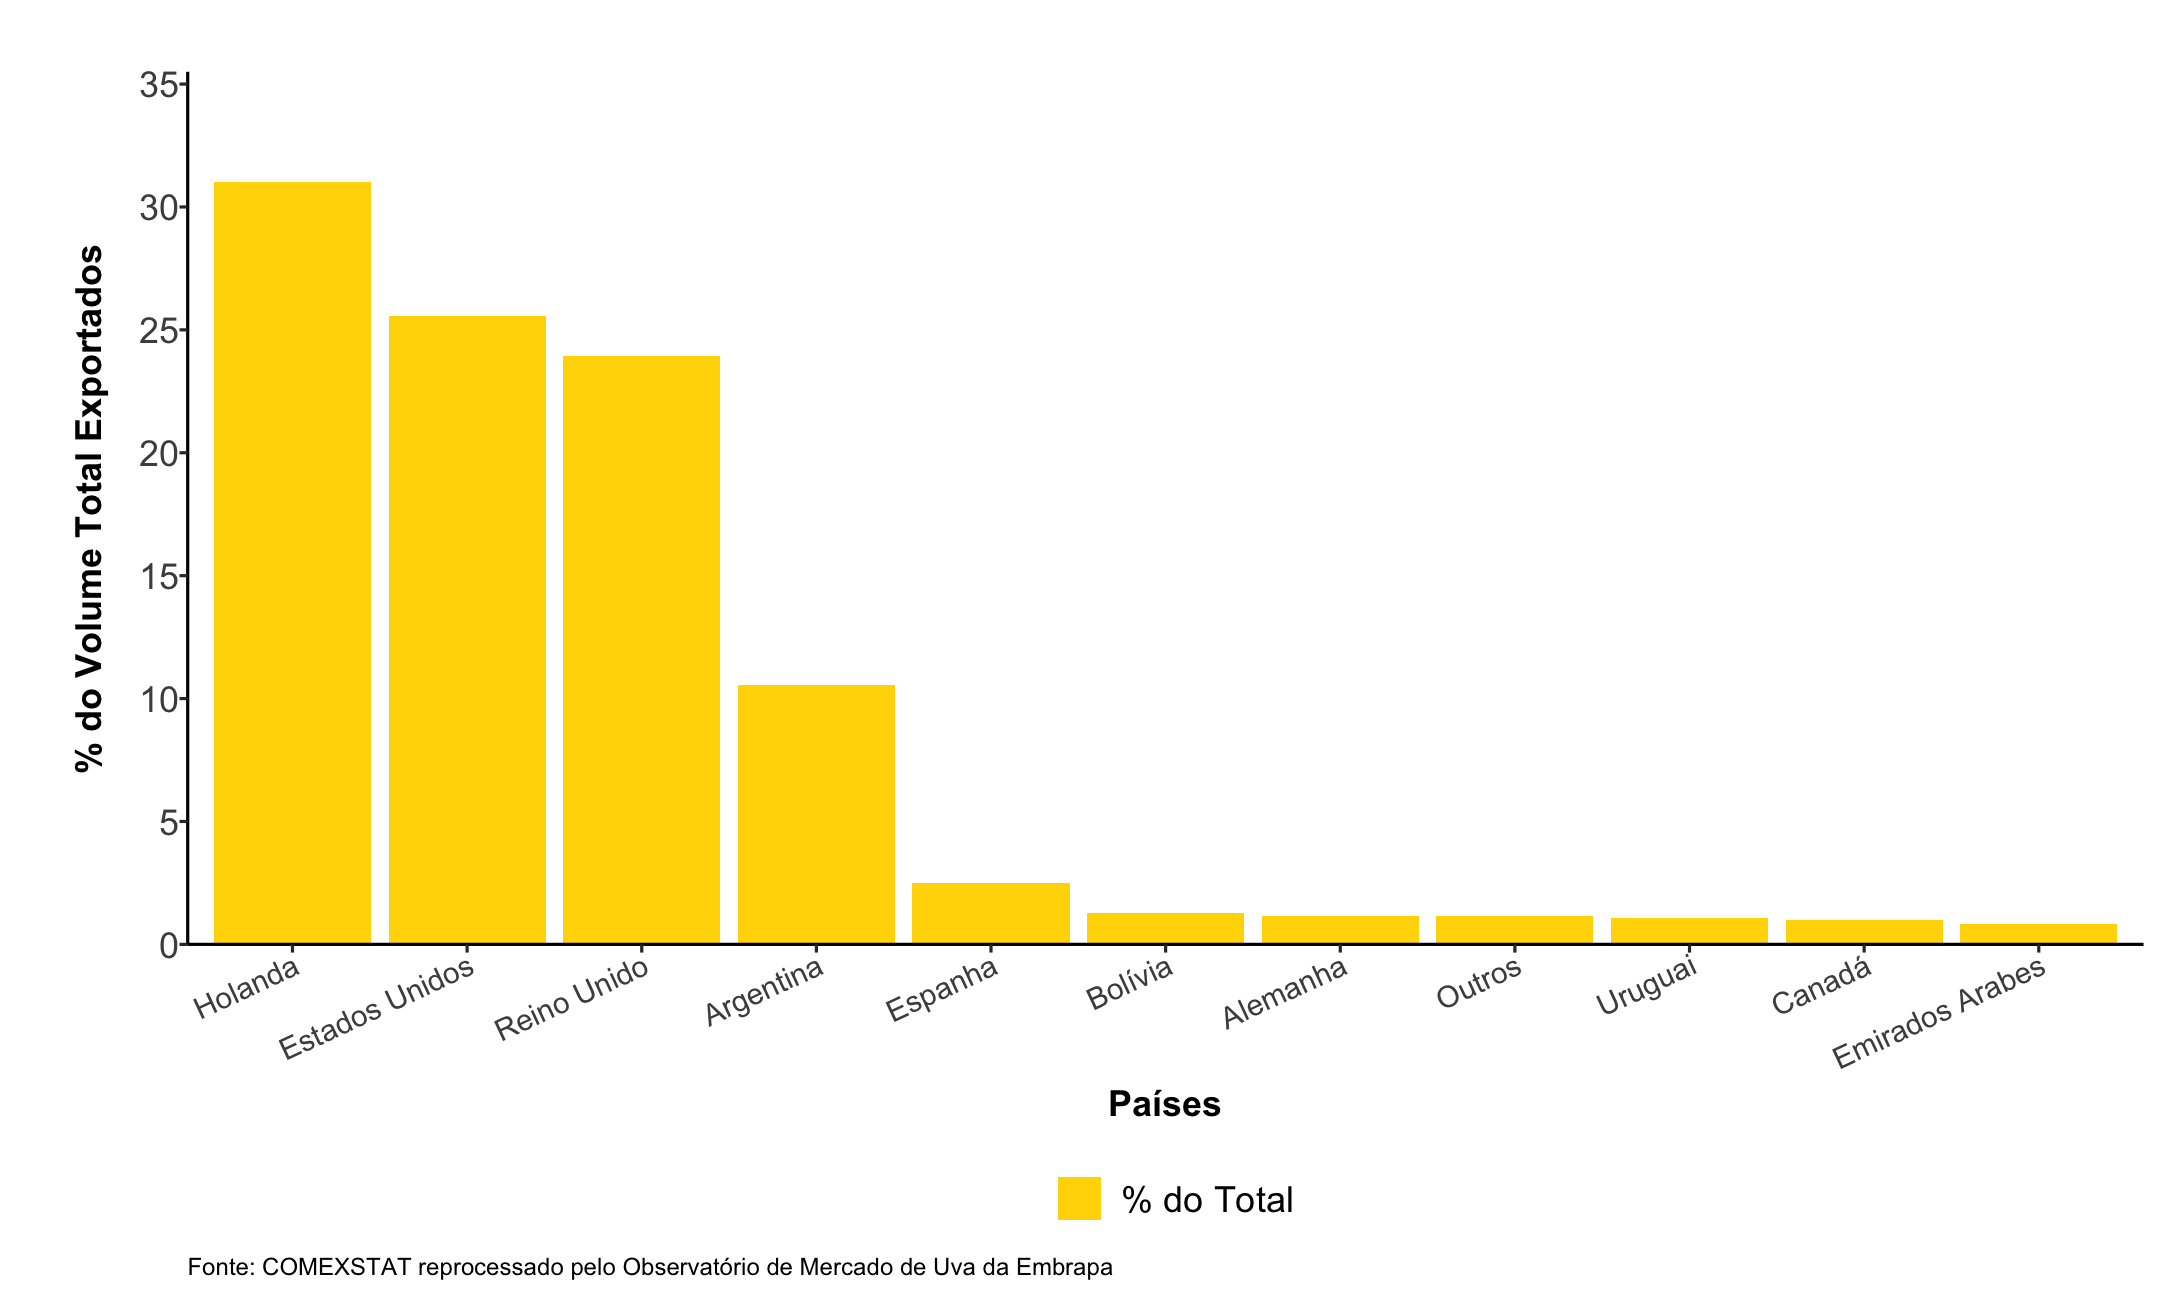 % do Volume Total Exportados
35
30
25
20
15
10
5
0
Holanda
Estados Unidos
Reino Unido
Argentina
Espanha
Bolívia
Alemanha
Outros
Uruguai
Canadá
Emirados Arabes
Países
% do Total
Fonte: COMEXSTAT reprocessado pelo Observatório de Mercado de Uva da Embrapa